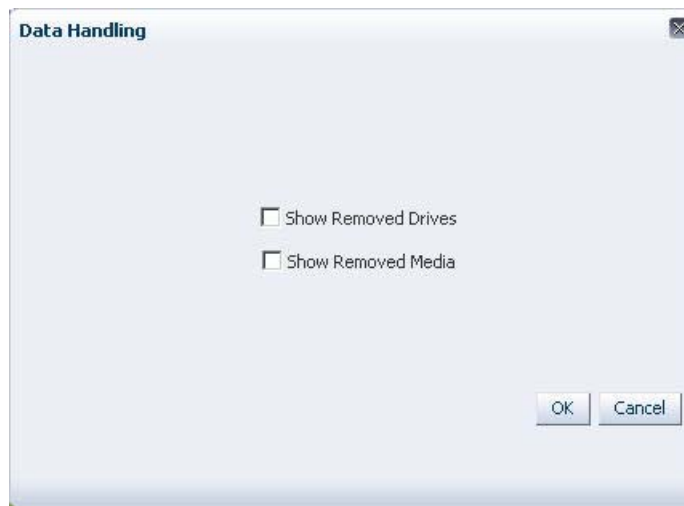 Data Handling
Show Removed Drives
Show Removed Media
OK Cancel